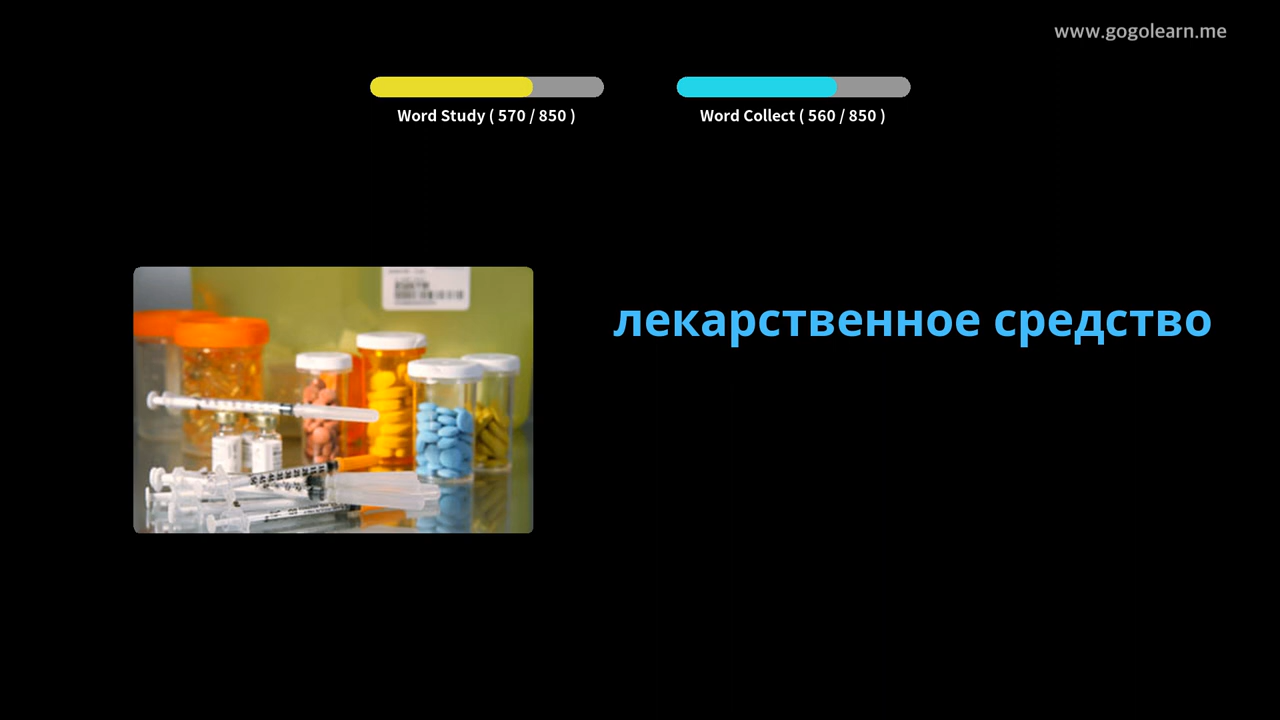 www.gogolearn.me
Word Study ( 570 / 850 )
Word Collect ( 560 / 850 )
лекарственное средство